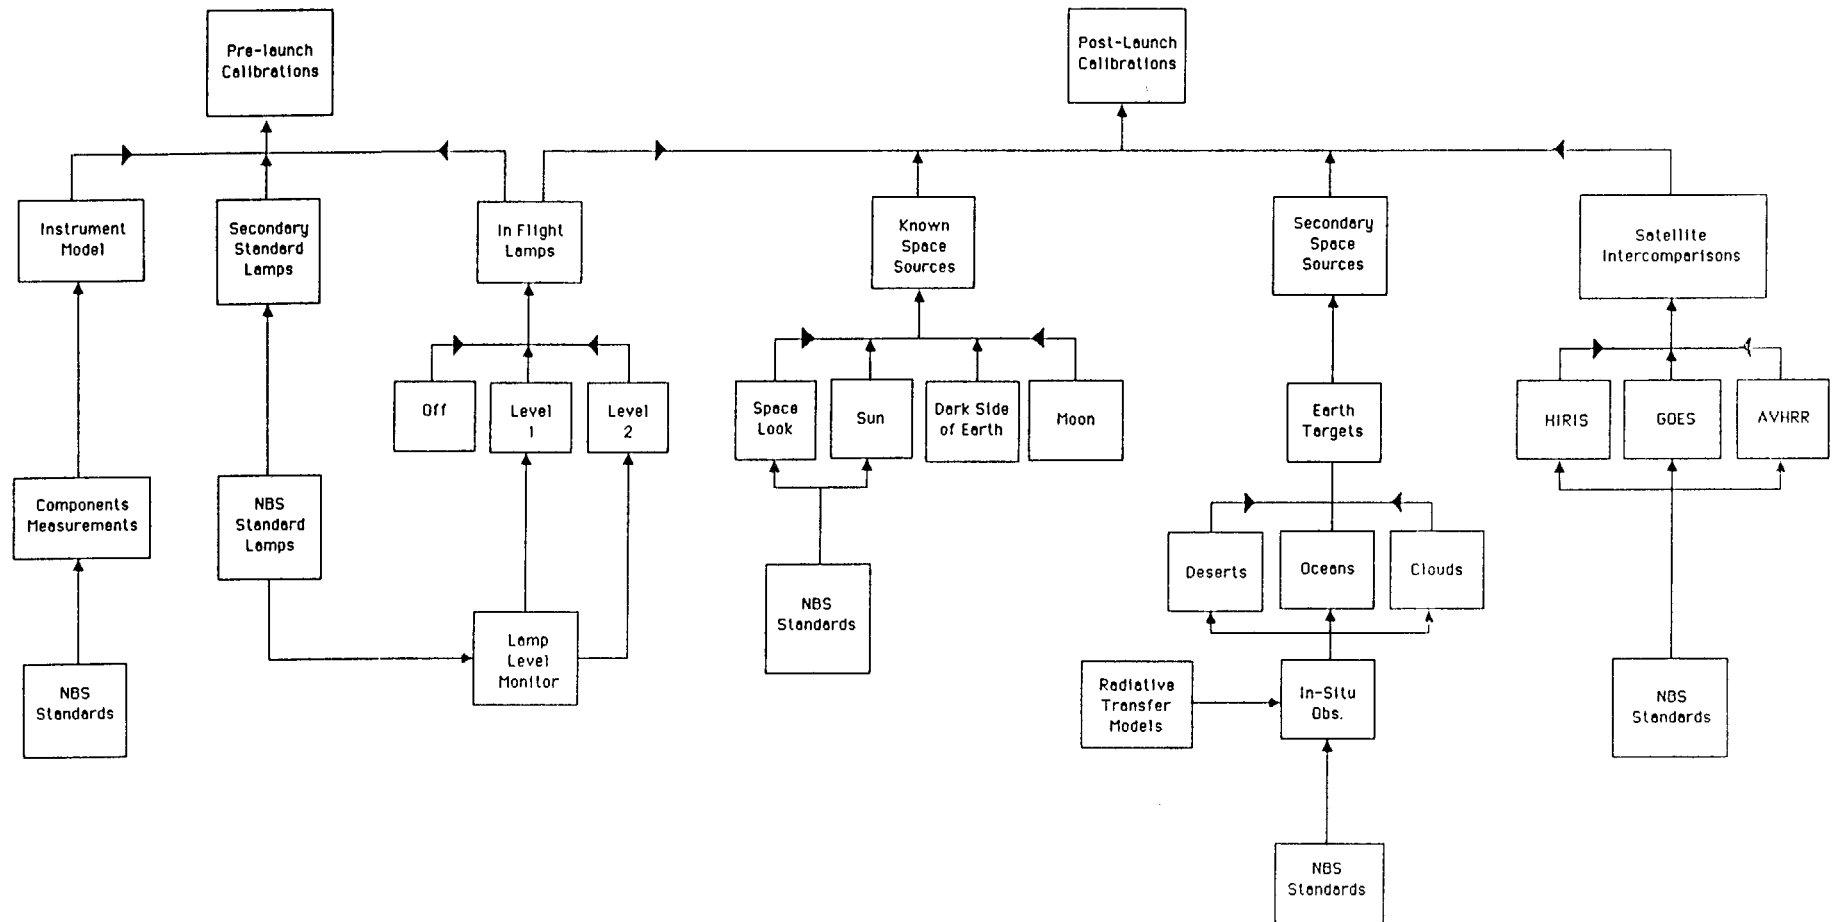 Pre-launch
Calibrations
Post-Launch
Calibrations
Instrument
Model
Secondary
Standard
Lamps
In Flight
Lamps
Known
Space
Sources
Secondary
Space
Sources
Satellite
Intercomparisons
Off
Level
1
Level
2
Space
Look
Sun
Dark Side
of Earth
Moon
Earth
Targets
HIRIS
GOES
AVHRR
Components
Measurements
NBS
Standard
Lamps
Deserts
Oceans
Clouds
NBS
Standards
Lamp
Level
Monitor
NBS
Standards
Radiative
Transfer
Models
In-Situ
Obs.
NBS
Standards
NBS
Standards